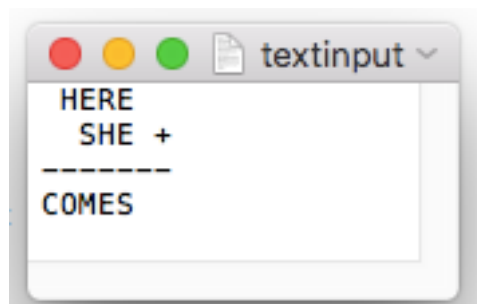 textinput
HERE
SHE +
-------
COMES